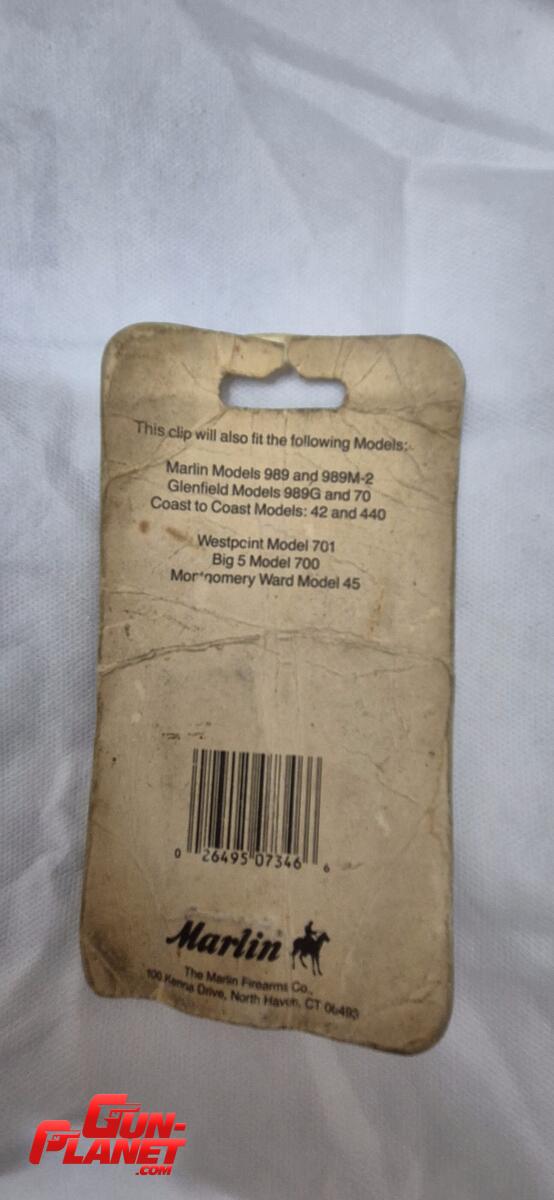 This clip will also fit the following Models:
Marlin Models 989 and 989M-2
Glenfield Models 989G and 70
Coast to Coast Models: 42 and 440
Westpoint Model 701
Big 5 Model 700
Montgomery Ward Model 45
0 26495 07346 6
Marlin
The Marlin Firearms Co.,
100 Kenna Drive, North Haven, CT 06493
GUN-
PLANET
.COM